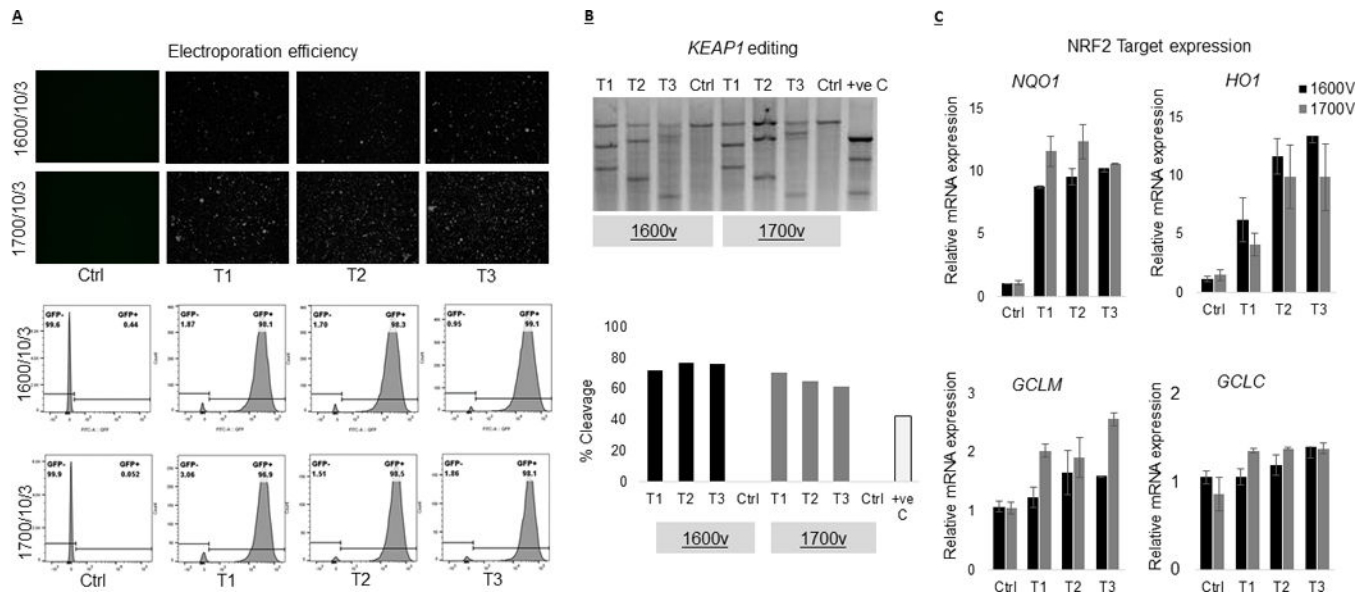 A
Electroporation efficiency
1600/10/3
1700/10/3
Ctrl T1 T2 T3
1600/10/3
GFP- GFP+
99.6 0.44
GFP- GFP+
1.87 98.1
GFP- GFP+
1.70 98.3
GFP- GFP+
0.95 99.1
1700/10/3
GFP- GFP+
99.9 0.052
GFP- GFP+
3.06 96.9
GFP- GFP+
1.51 98.5
GFP- GFP+
1.86 98.1
Ctrl T1 T2 T3
B
KEAP1 editing
T1 T2 T3 Ctrl T1 T2 T3 Ctrl +ve C
1600v 1700v
% Cleavage
100
80
60
40
20
0
T1 T2 T3 Ctrl T1 T2 T3 Ctrl +ve
C
1600v 1700v
C
NRF2 Target expression
NQO1
Relative mRNA expression
15
10
5
0
Ctrl T1 T2 T3
HO1
1600V
1700V
Relative mRNA expression
15
10
5
0
Ctrl T1 T2 T3
GCLM
Relative mRNA expression
3
2
1
0
Ctrl T1 T2 T3
GCLC
Relative mRNA expression
2
1
0
Ctrl T1 T2 T3